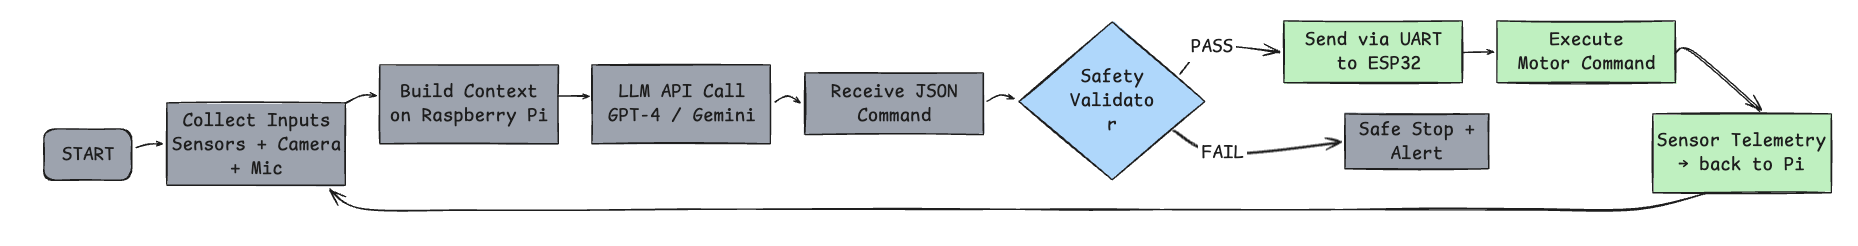 START
Collect Inputs
Sensors + Camera
+ Mic
Build Context
on Raspberry Pi
LLM API Call
GPT-4 / Gemini
Receive JSON
Command
Safety
Validato
r
PASS
Send via UART
to ESP32
Execute
Motor Command
FAIL
Safe Stop +
Alert
Sensor Telemetry
→ back to Pi